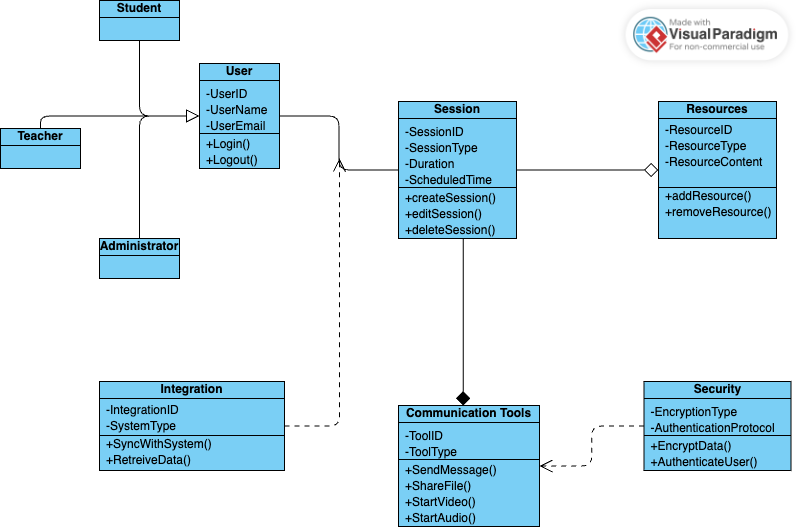 Student
Made with
VisualParadigm
For non-commercial use
User
-UserID
-UserName
-UserEmail
+Login()
+Logout()
Teacher
Administrator
Session
-SessionID
-SessionType
-Duration
-ScheduledTime
+createSession()
+editSession()
+deleteSession()
Resources
-ResourceID
-ResourceType
-ResourceContent
+addResource()
+removeResource()
Integration
-IntegrationID
-SystemType
+SyncWithSystem()
+RetreiveData()
Communication Tools
-ToolID
-ToolType
+SendMessage()
+ShareFile()
+StartVideo()
+StartAudio()
Security
-EncryptionType
-AuthenticationProtocol
+EncryptData()
+AuthenticateUser()